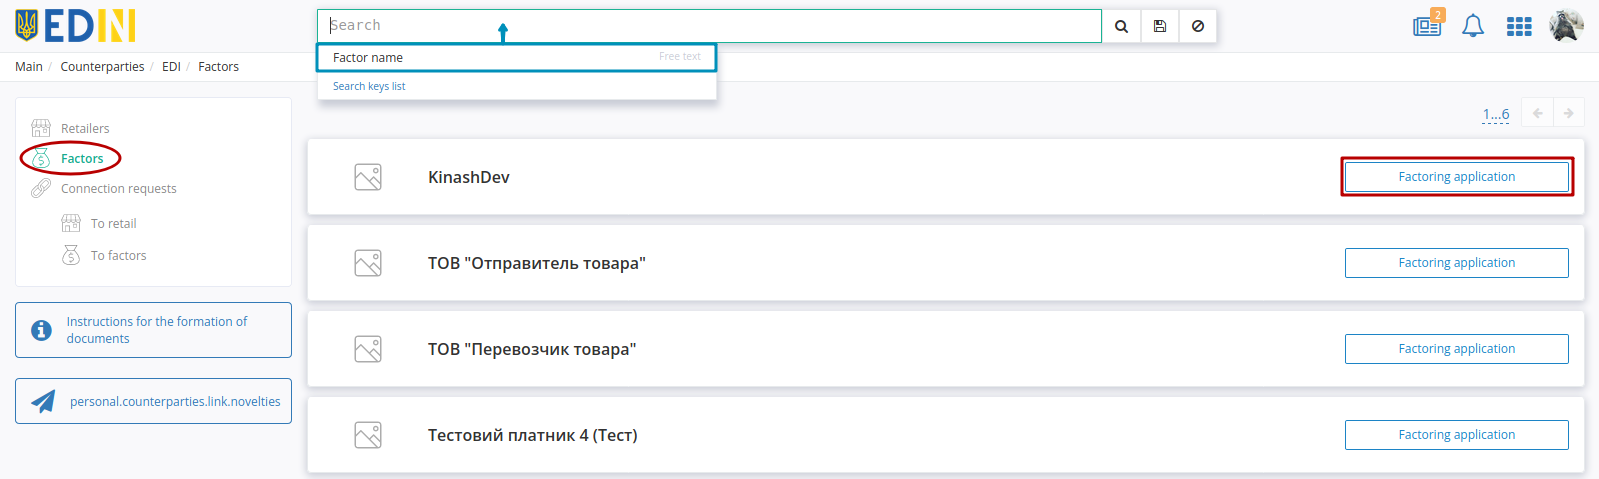 EDIN
Search
2
Factor name Free text
Search keys list
Main / Counterparties / EDI / Factors
Retailers
Factors
Connection requests
To retail
To factors
Instructions for the formation of
documents
personal.counterparties.link.novelties
1...6
KinashDev Factoring application
ТОВ "Отправитель товара" Factoring application
ТОВ "Перевозчик товара" Factoring application
Тестовий платник 4 (Тест) Factoring application